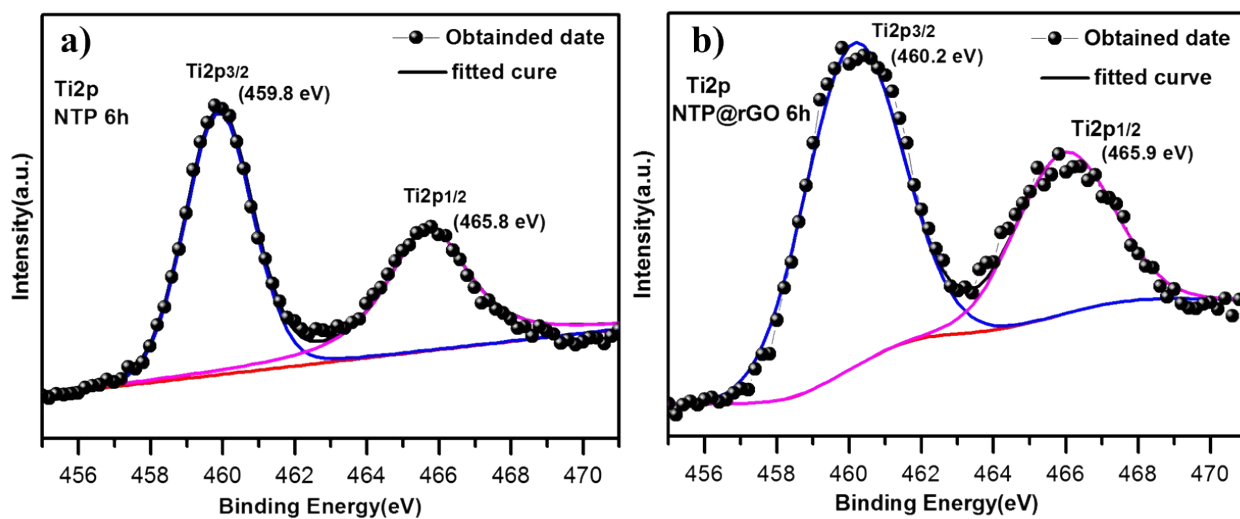 a)
Obtainded date
fitted cure
Ti2p
NTP 6h
Ti2p3/2
(459.8 eV)
Ti2p1/2
(465.8 eV)
Intensity(a.u.)
456 458 460 462 464 466 468 470
Binding Energy(eV)
b)
Obtained date
fitted curve
Ti2p
NTP@rGO 6h
Ti2p3/2
(460.2 eV)
Ti2p1/2
(465.9 eV)
Intensity(a.u.)
456 458 460 462 464 466 468 470
Binding Energy(eV)